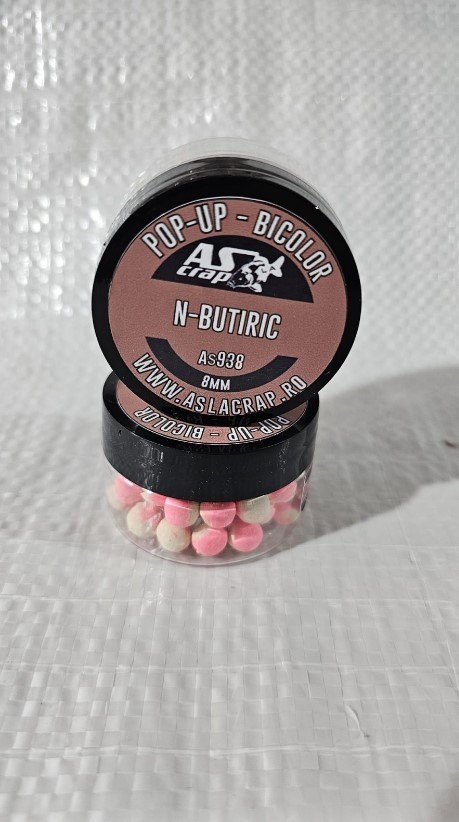 POP-UP - BICOLOR
AS
crap
N-BUTIRIC
As938
8MM
WWW.ASLACRAP.RO
POP-UP - BICOLOR